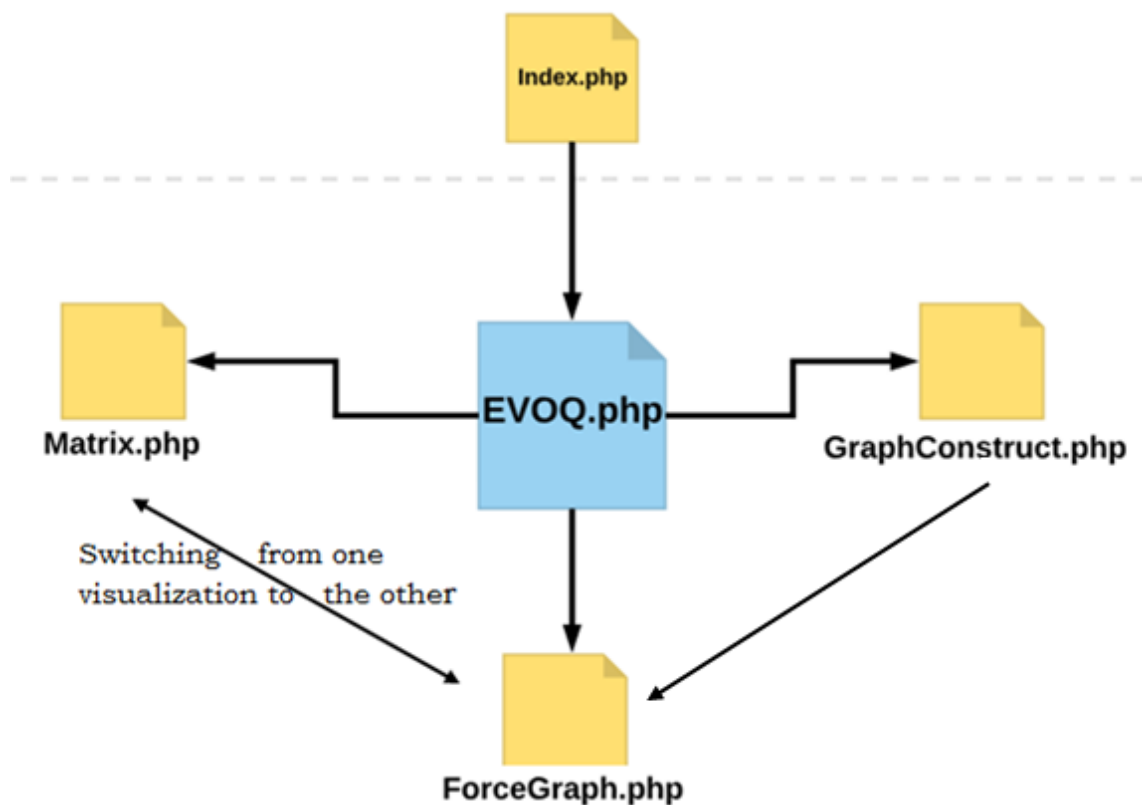 Index.php
EVOQ.php
Matrix.php
GraphConstruct.php
Switching from one
visualization to the other
ForceGraph.php